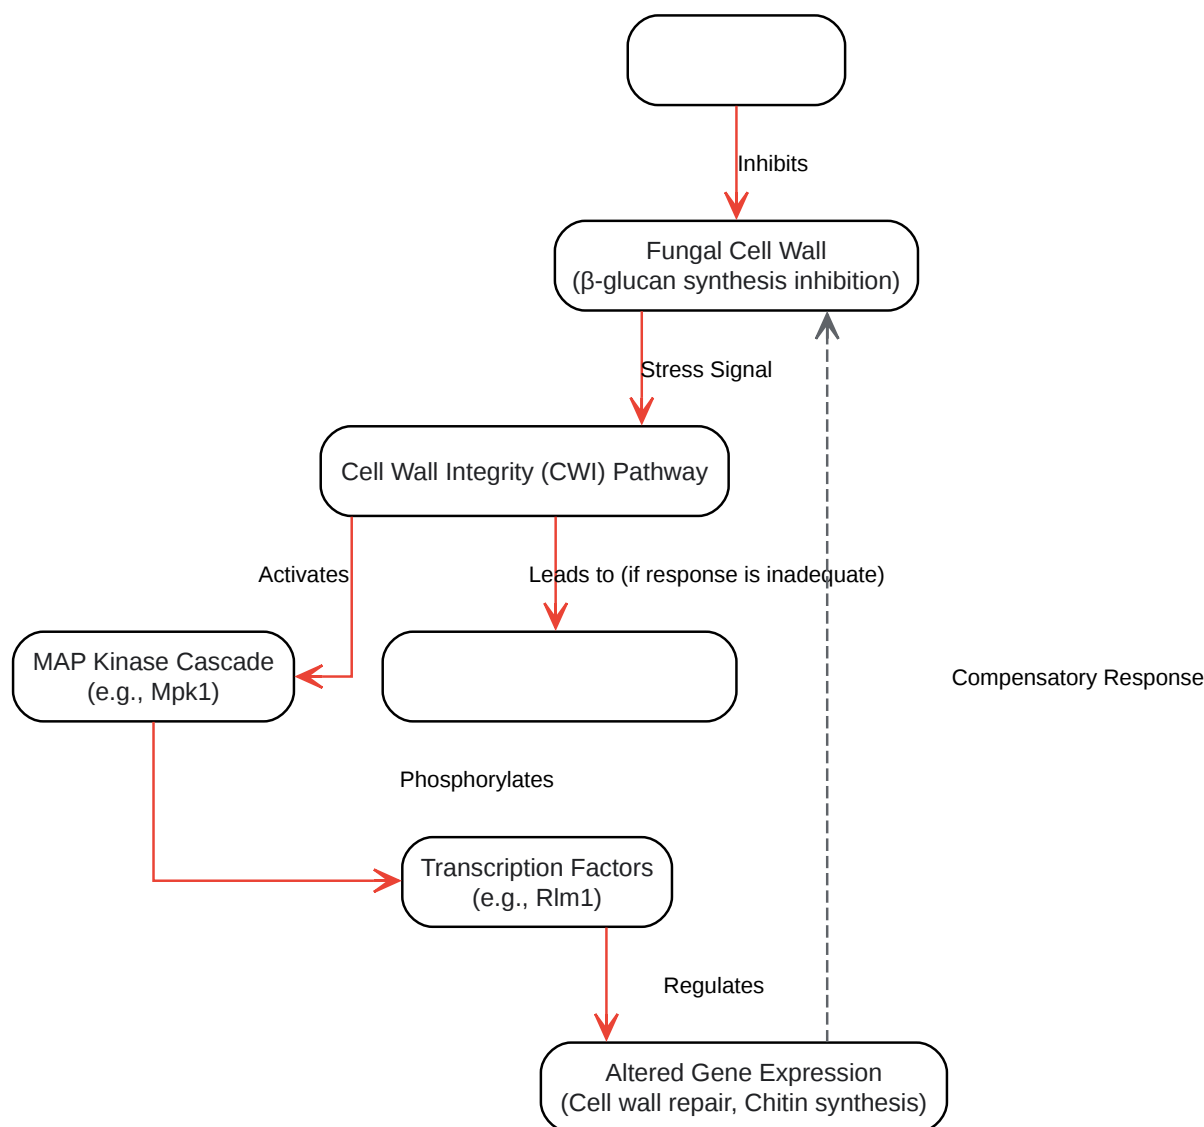 Inhibits
Fungal Cell Wall
(β-glucan synthesis inhibition)
Stress Signal
Cell Wall Integrity (CWI) Pathway
Activates
Leads to (if response is inadequate)
MAP Kinase Cascade
(e.g., Mpk1)
Compensatory Response
Phosphorylates
Transcription Factors
(e.g., Rlm1)
Regulates
Altered Gene Expression
(Cell wall repair, Chitin synthesis)